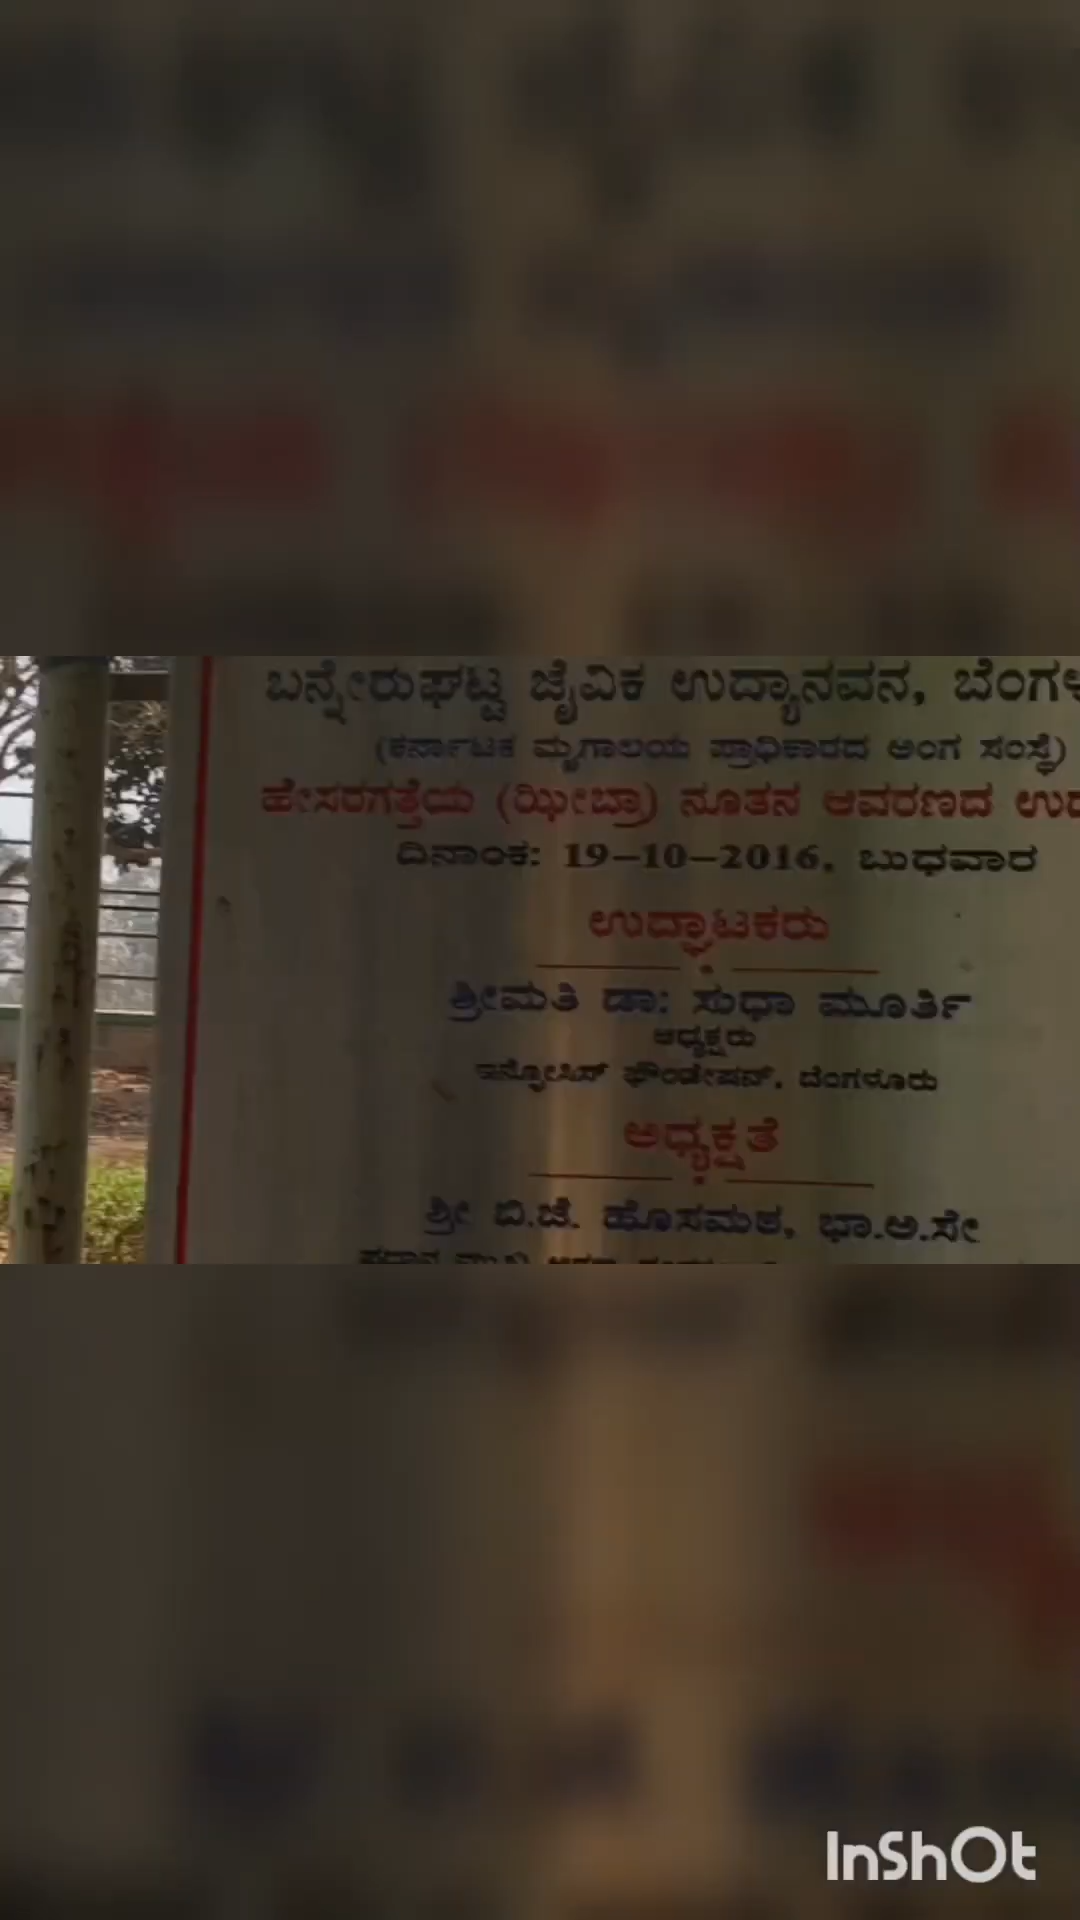 ಬನ್ನೇರುಘಟ್ಟ ಜೈವಿಕ ಉದ್ಯಾನವನ,
(ಕರ್ನಾಟಕ ಮೃಗಾಲಯ ಪ್ರಾಧಿಕಾರದ ಅಂಗ ಸಂಸ್ಥೆ)
ಹೇಸರಗತ್ತೆಯ (ಝೀಬ್ರಾ) ನೂತನ ಆವರಣದ
ದಿನಾಂಕ: 19-10-2016, ಬುಧವಾರ
ಉದ್ಘಾಟಕರು
ಶ್ರೀಮತಿ ಡಾ: ಸುಧಾ ಮೂರ್ತಿ
ಅಧ್ಯಕ್ಷರು
ಇನ್ಫೋಸಿಸ್ ಫೌಂಡೇಷನ್, ಬೆಂಗಳೂರು
ಅಧ್ಯಕ್ಷತೆ
ಶ್ರೀ ಬಿ.ಜೆ. ಹೊಸಮಠ, ಭಾ.ಅ.ಸೇ
InShOt